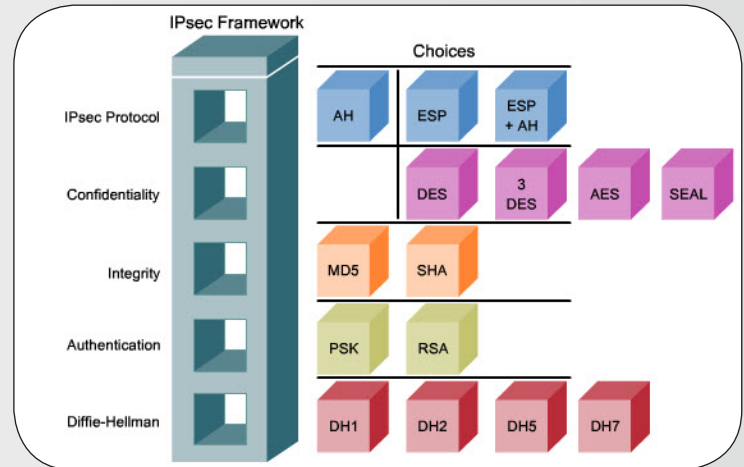 IPsec Framework
Choices
IPsec Protocol
AH
ESP
ESP
+ AH
Confidentiality
DES
3
DES
AES
SEAL
Integrity
MD5
SHA
Authentication
PSK
RSA
Diffie-Hellman
DH1
DH2
DH5
DH7